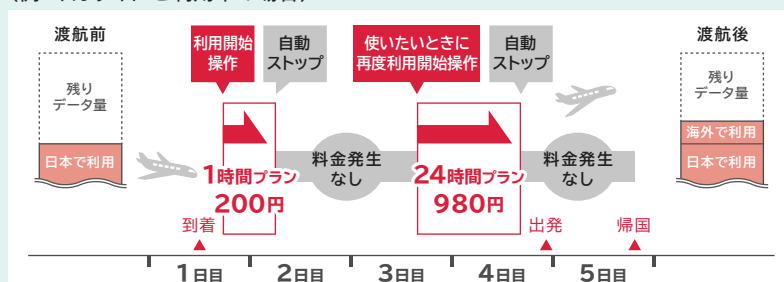 渡航前
残り
データ量
日本で利用
利用開始
操作
自動
ストップ
使いたいときに
再度利用開始操作
自動
ストップ
渡航後
残り
データ量
海外で利用
日本で利用
1時間プラン
200円
料金発生
なし
24時間プラン
980円
料金発生
なし
到着
出発
帰国
1日目
2日目
3日目
4日目
5日目